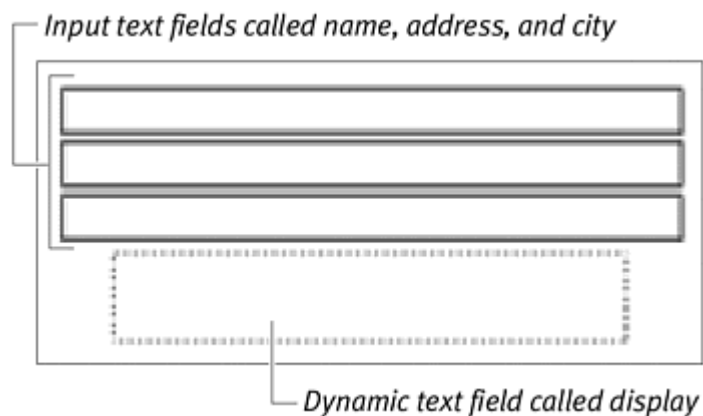 Input text fields called name, address, and city
Dynamic text field called display